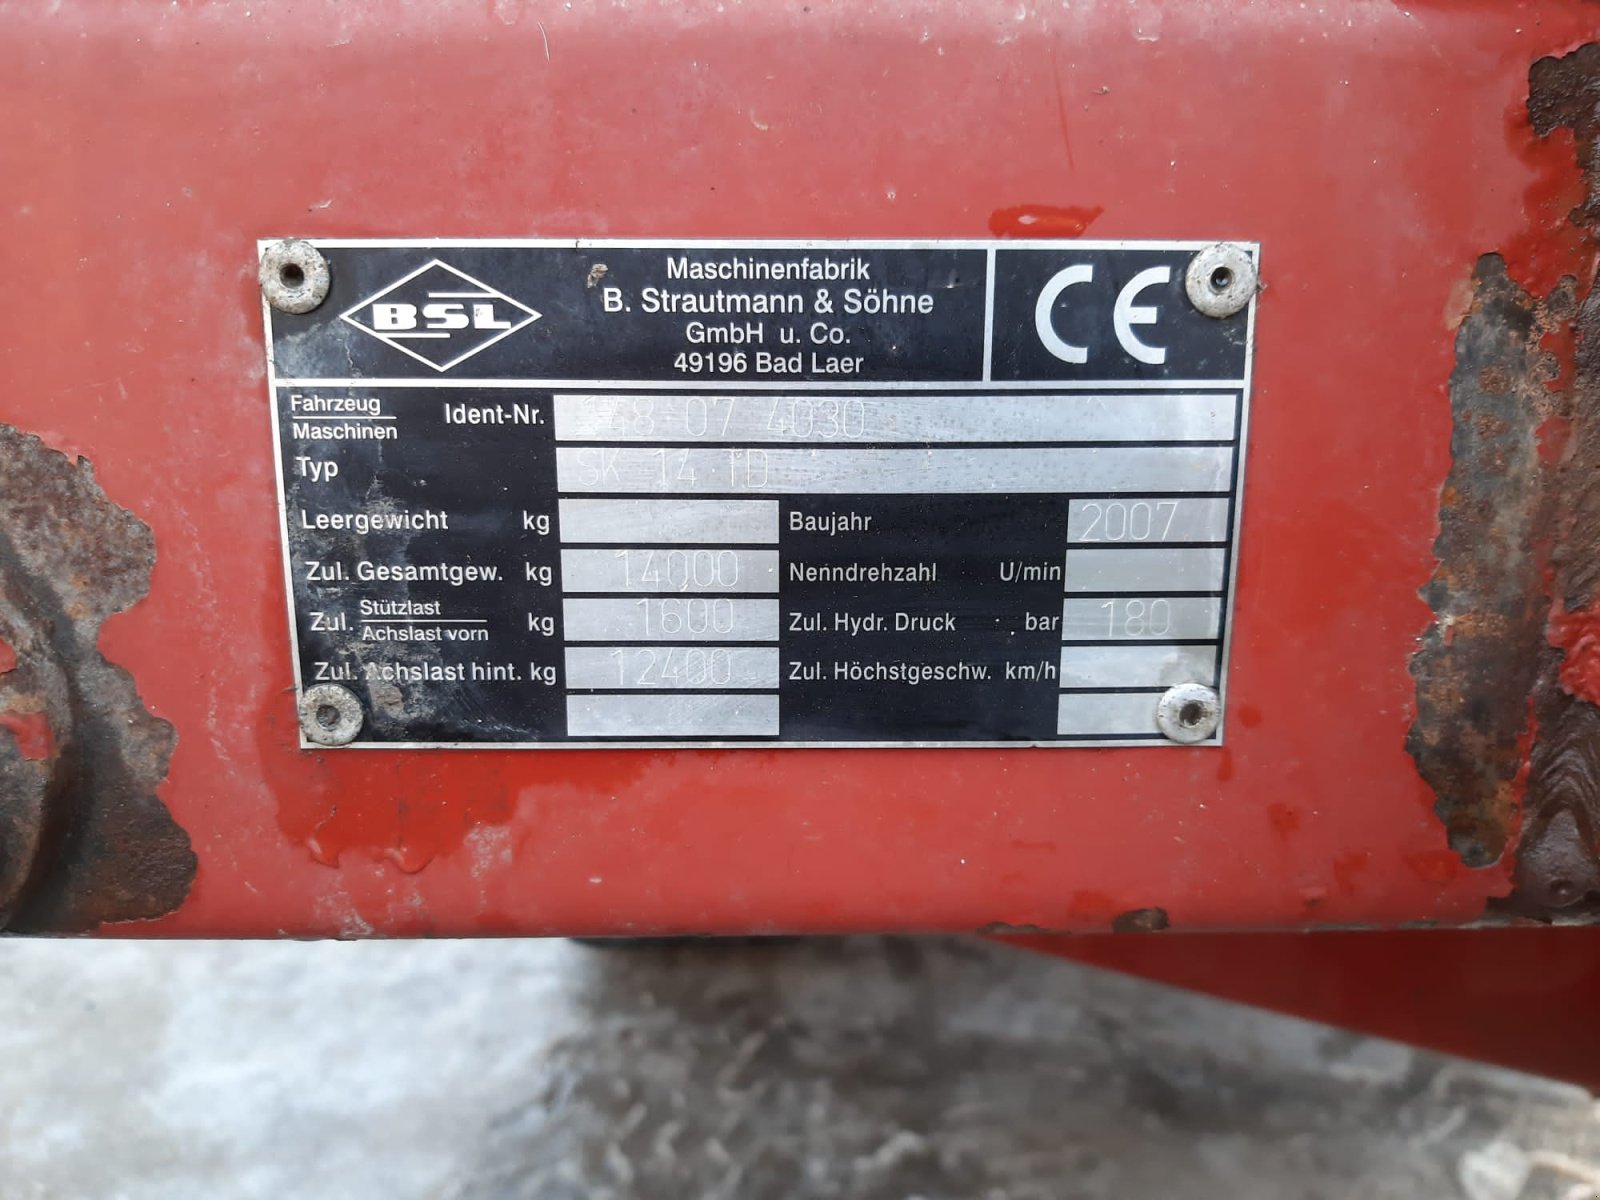 BSL
Maschinenfabrik
B. Strautmann & Söhne
GmbH u. Co.
49196 Bad Laer
CE
Fahrzeug
Maschinen
Ident-Nr. 148 07 4030
Typ SK 14 TD
Leergewicht kg
Baujahr 2007
Zul. Gesamtgew. kg 14000
Nenndrehzahl U/min
Zul. Stützlast
Achslast vorn kg 1600
Zul. Hydr. Druck bar 180
Zul. Achslast hint. kg 12400
Zul. Höchstgeschw. km/h